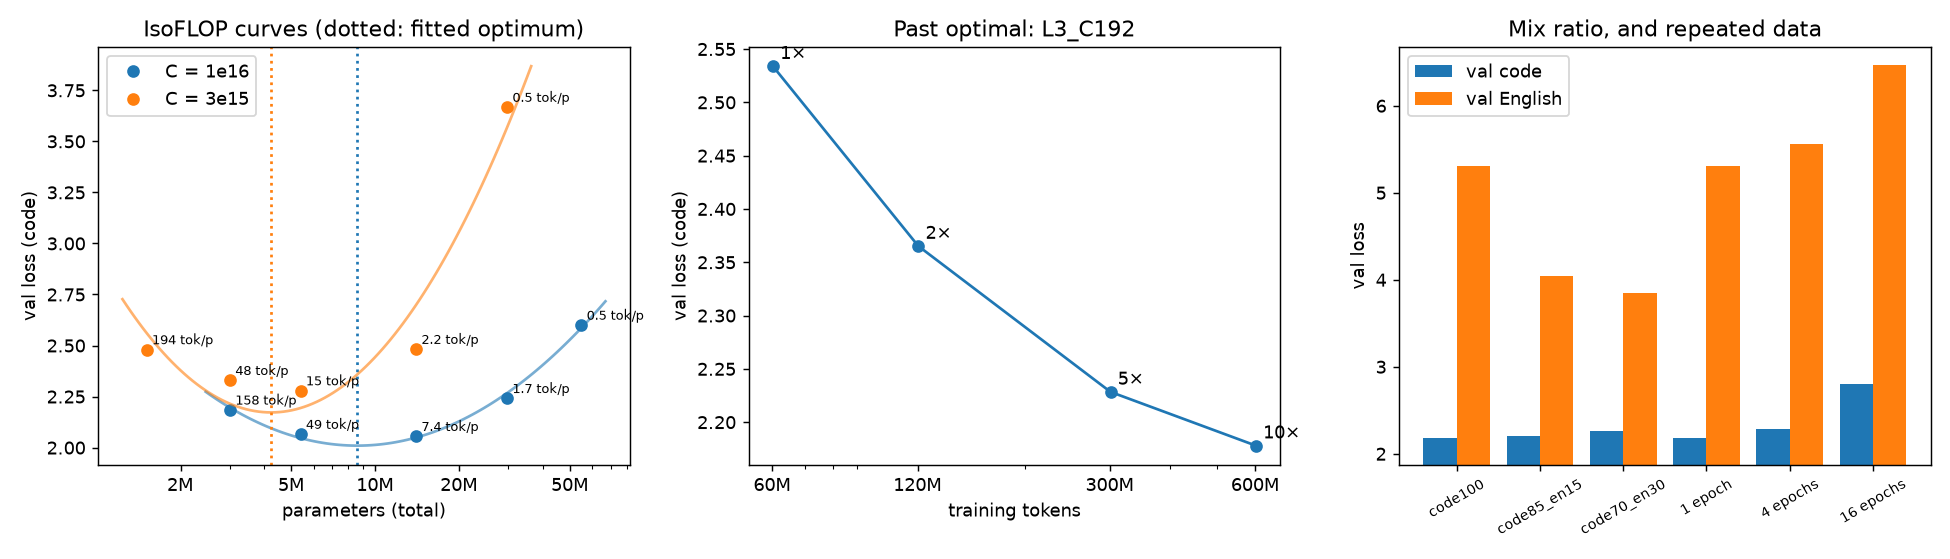 IsoFLOP curves (dotted: fitted optimum)
C = 1e16
C = 3e15
3.75
3.50
3.25
3.00
2.75
2.50
2.25
2.00
val loss (code)
0.5 tok/p
194 tok/p
48 tok/p
15 tok/p
2.2 tok/p
158 tok/p
49 tok/p
7.4 tok/p
1.7 tok/p
0.5 tok/p
2M
5M
10M
20M
50M
parameters (total)
Past optimal: L3_C192
2.55
2.50
2.45
2.40
2.35
2.30
2.25
2.20
val loss (code)
1×
2×
5×
10×
60M
120M
300M
600M
training tokens
Mix ratio, and repeated data
val code
val English
6
5
4
3
2
val loss
code100
code85_en15
code70_en30
1 epoch
4 epochs
16 epochs